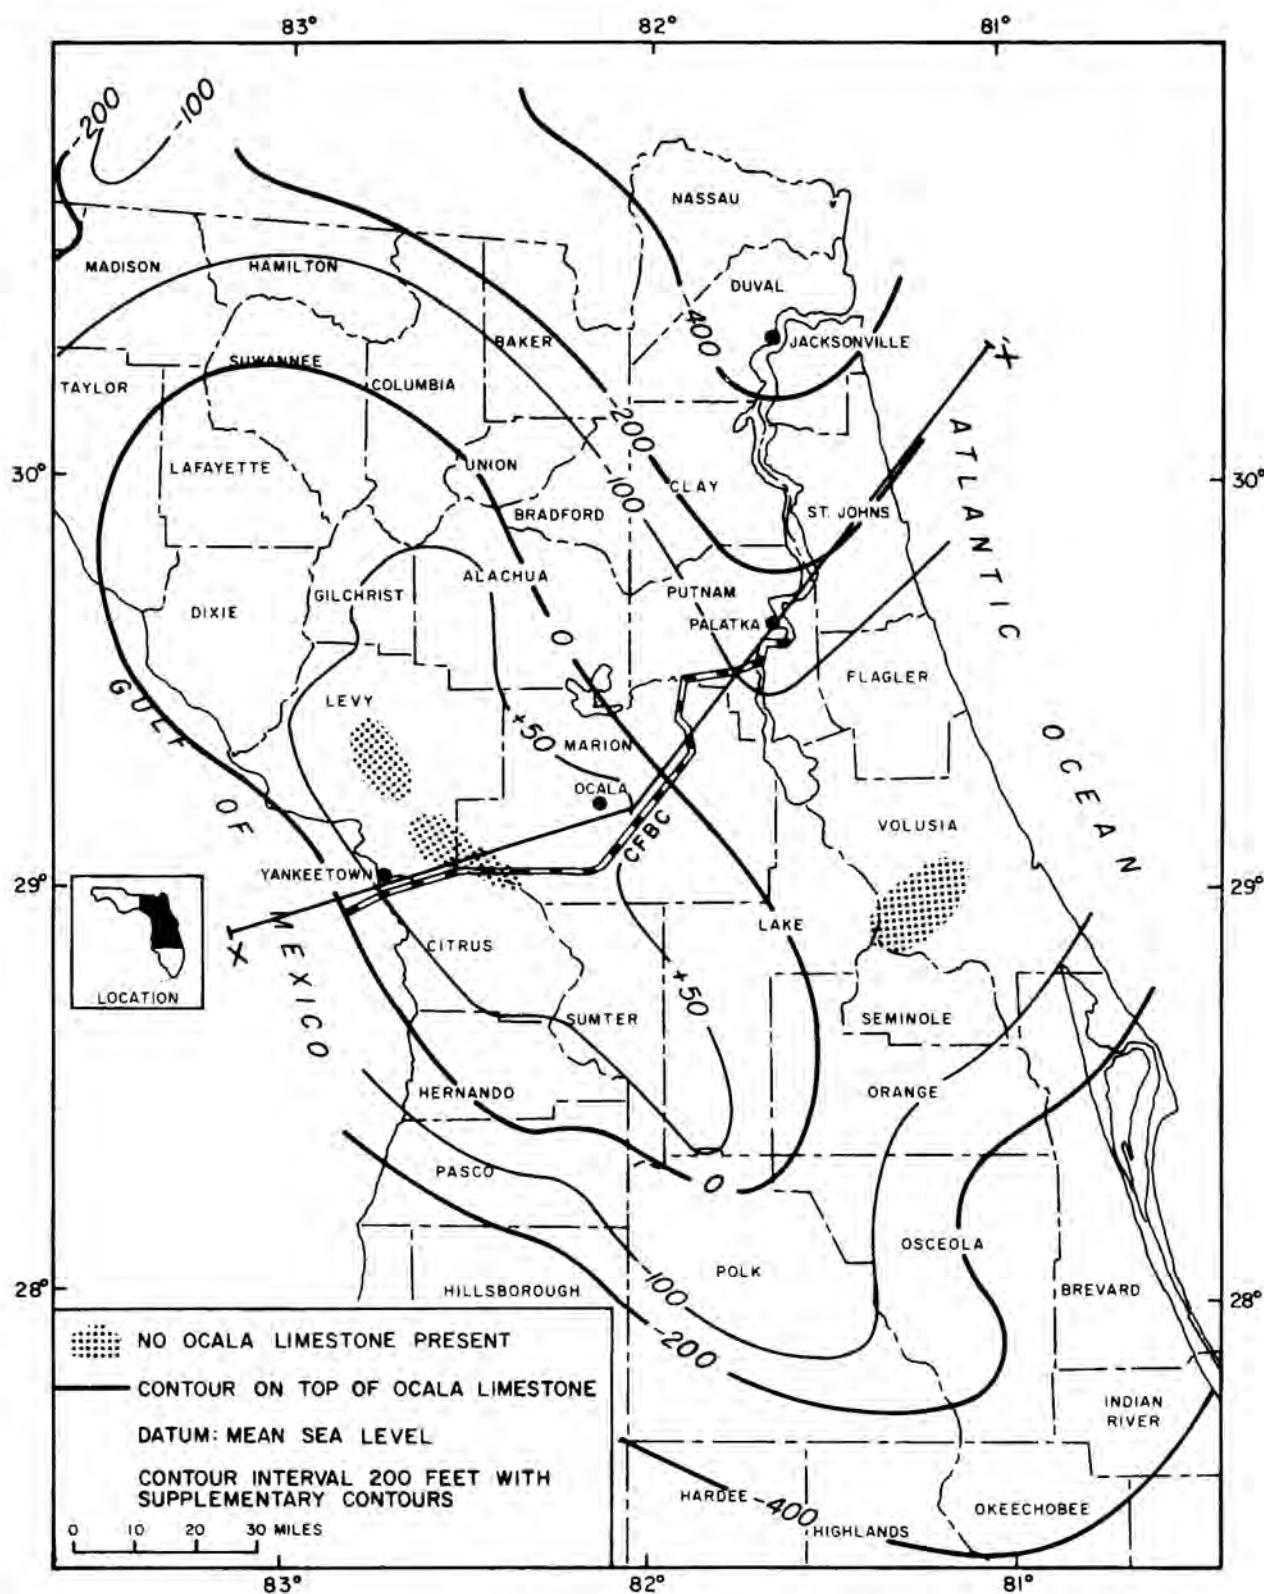 83°
82°
81°
-200
-100
NASSAU
MADISON
HAMILTON
DUVAL
-400
BAKER
JACKSONVILLE
X'
TAYLOR
SUWANNEE
COLUMBIA
-200
ATLANTIC
30°
LAFAYETTE
UNION
CLAY
30°
-100
BRADFORD
ST. JOHNS
ALACHUA
GILCHRIST
PUTNAM
DIXIE
PALATKA
0
FLAGLER
GULF
LEVY
+50
MARION
OCEAN
OCALA
OF
CFBC
VOLUSIA
29°
YANKEETOWN
29°
MEXICO
LAKE
X
CITRUS
+50
LOCATION
SUMTER
SEMINOLE
HERNANDO
ORANGE
PASCO
0
OSCEOLA
POLK
28°
HILLSBOROUGH
-100
BREVARD
28°
NO OCALA LIMESTONE PRESENT
-200
CONTOUR ON TOP OF OCALA LIMESTONE
INDIAN
RIVER
DATUM: MEAN SEA LEVEL
CONTOUR INTERVAL 200 FEET WITH
SUPPLEMENTARY CONTOURS
HARDEE
-400
HIGHLANDS
OKEECHOBEE
0 10 20 30 MILES
83°
82°
81°